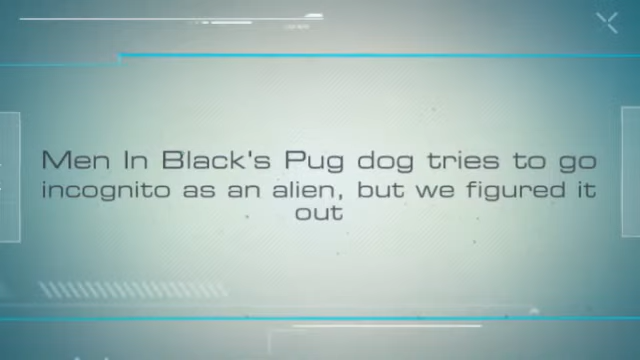 Men In Black's Pug dog tries to go
incognito as an alien, but we figured it
out